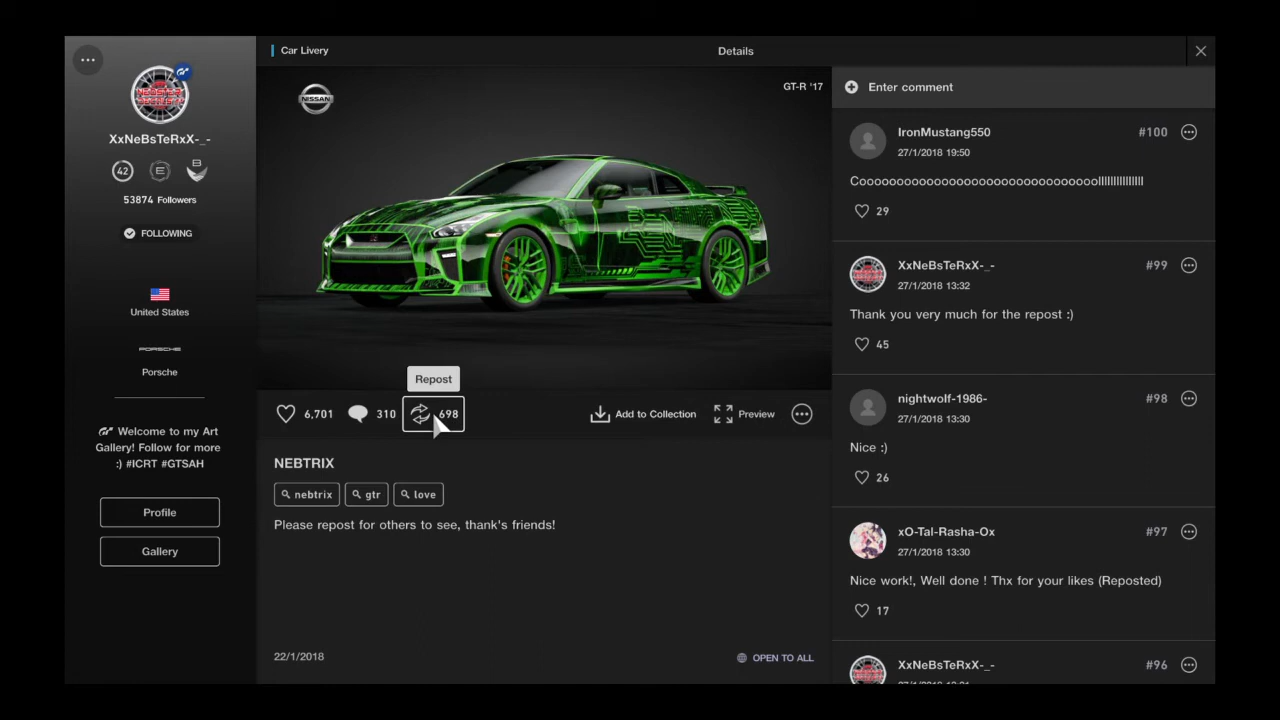 Car Livery
Details
NEBSTER
XxNeBsTeRxX-_-
42
E
B
53874 Followers
FOLLOWING
United States
PORSCHE
Porsche
Welcome to my Art
Gallery! Follow for more
:) #ICRT #GTSAH
Profile
Gallery
NISSAN
GT-R '17
Repost
6,701
310
698
Add to Collection
Preview
NEBTRIX
nebtrix
gtr
love
Please repost for others to see, thank's friends!
22/1/2018
OPEN TO ALL
Enter comment
IronMustang550
#100
27/1/2018 19:50
Cooooooooooooooooooooooooooooooooolllllllllllllll
29
XxNeBsTeRxX-_-
#99
27/1/2018 13:32
Thank you very much for the repost :)
45
nightwolf-1986-
#98
27/1/2018 13:30
Nice :)
26
xO-Tal-Rasha-Ox
#97
27/1/2018 13:30
Nice work!, Well done ! Thx for your likes (Reposted)
17
XxNeBsTeRxX-_-
#96